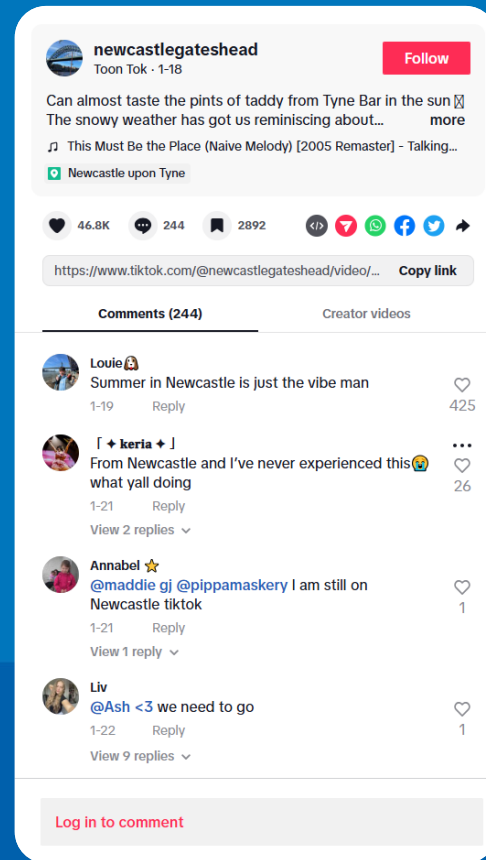 newcastlegateshead
Toon Tok · 1-18
Follow
Can almost taste the pints of taddy from Tyne Bar in the sun
The snowy weather has got us reminiscing about... more
This Must Be the Place (Naive Melody) [2005 Remaster] - Talking...
Newcastle upon Tyne
46.8K 244 2892
https://www.tiktok.com/@newcastlegateshead/video/... Copy link
Comments (244) Creator videos
Louie
Summer in Newcastle is just the vibe man
1-19 Reply
425
「 ✦ keria ✦ 」
From Newcastle and I've never experienced this😭
what yall doing
26
1-21 Reply
View 2 replies
Annabel ⭐
@maddie gj @pippamaskery I am still on
Newcastle tiktok
1
1-21 Reply
View 1 reply
Liv
@Ash <3 we need to go
1
1-22 Reply
View 9 replies
Log in to comment